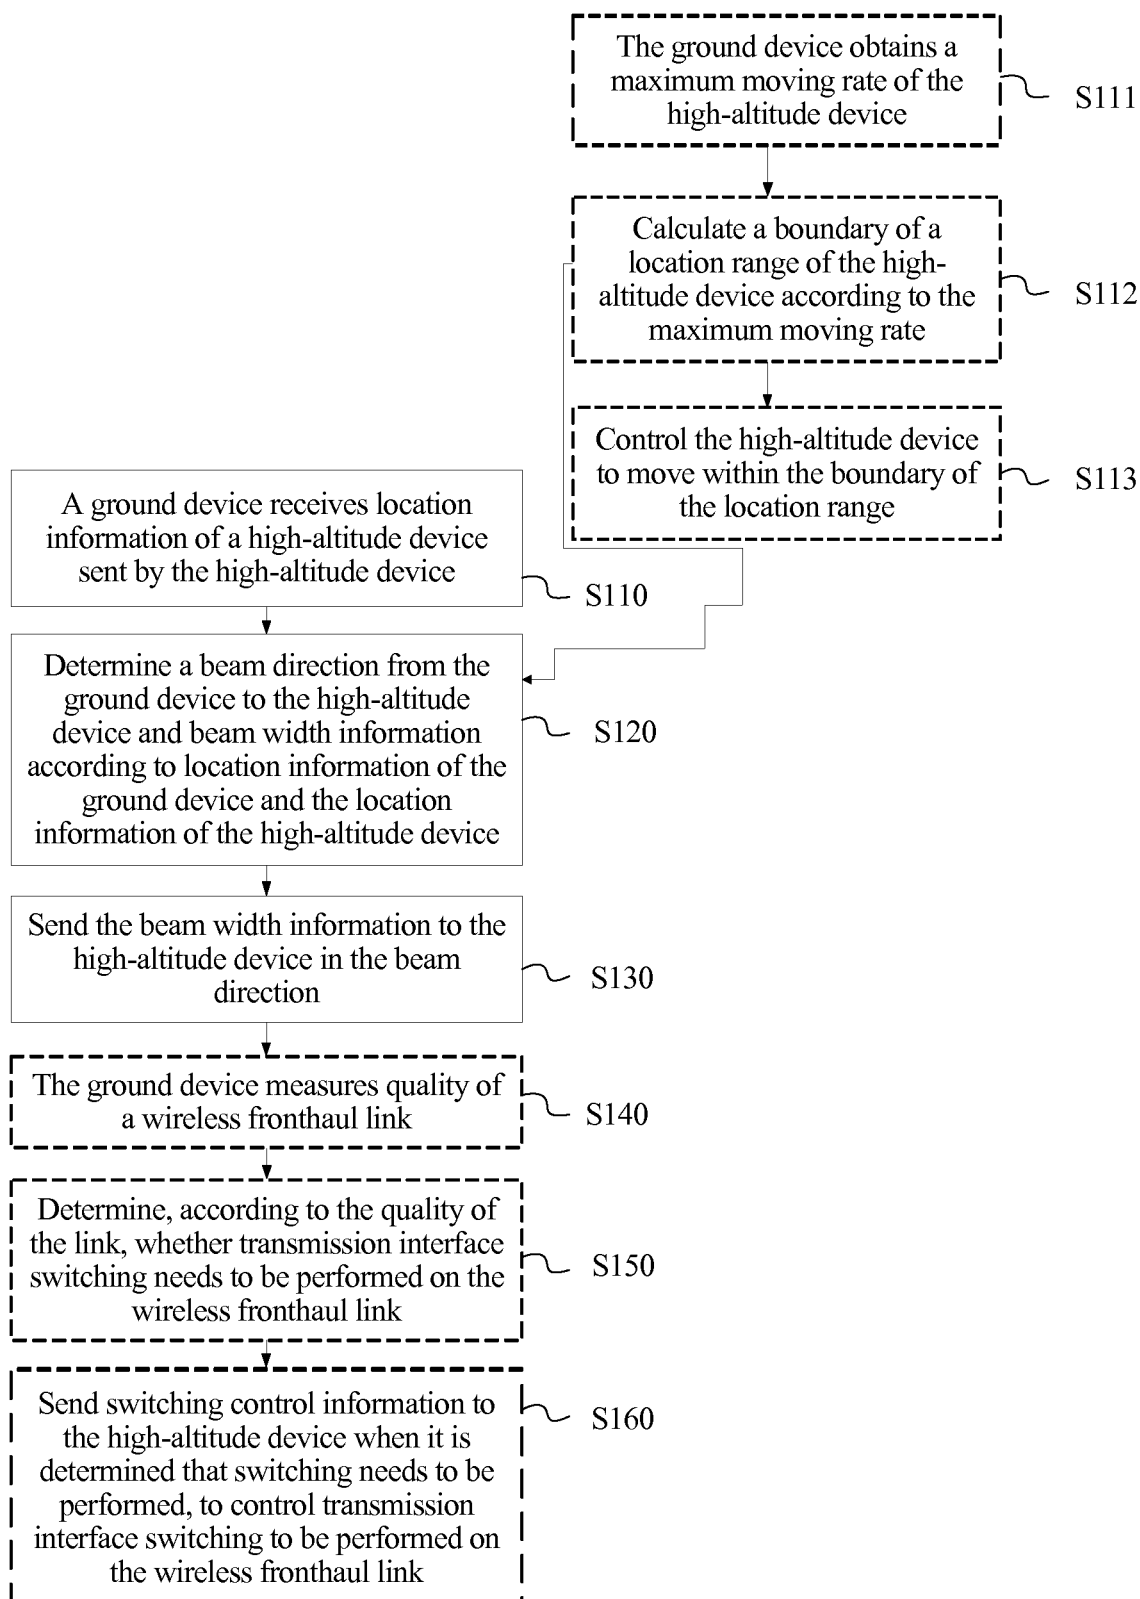 The ground device obtains a
maximum moving rate of the
high-altitude device
S111
Calculate a boundary of a
location range of the high-
altitude device according to the
maximum moving rate
S112
Control the high-altitude device
to move within the boundary of
the location range
S113
A ground device receives location
information of a high-altitude device
sent by the high-altitude device
S110
Determine a beam direction from the
ground device to the high-altitude
device and beam width information
according to location information of the
ground device and the location
information of the high-altitude device
S120
Send the beam width information to the
high-altitude device in the beam
direction
S130
The ground device measures quality of
a wireless fronthaul link
S140
Determine, according to the quality of
the link, whether transmission interface
switching needs to be performed on the
wireless fronthaul link
S150
Send switching control information to
the high-altitude device when it is
determined that switching needs to be
performed, to control transmission
interface switching to be performed on
the wireless fronthaul link
S160